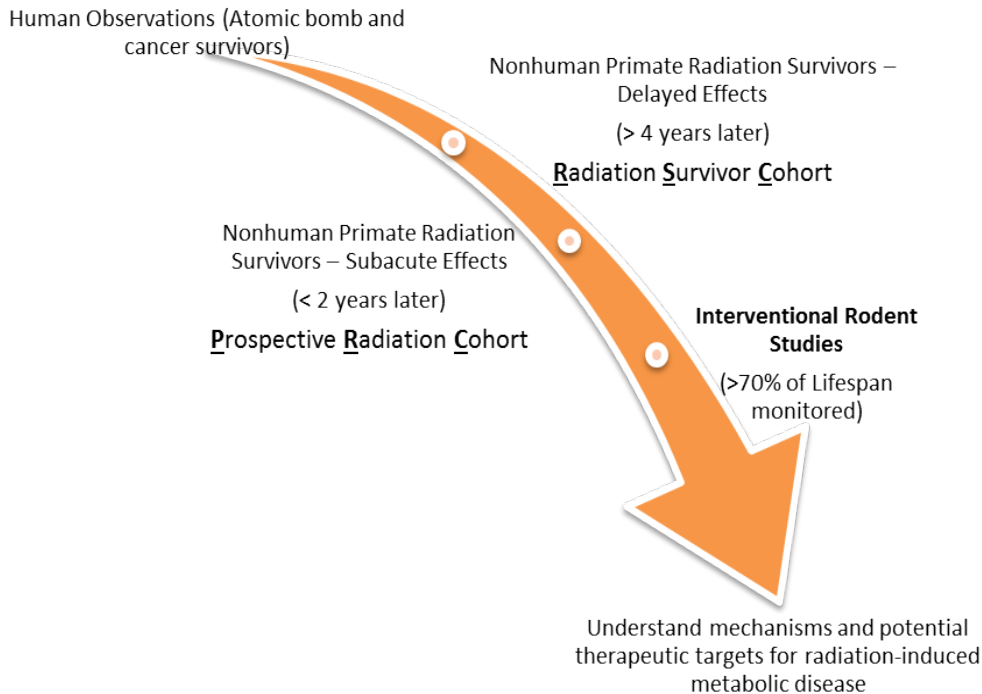 Human Observations (Atomic bomb and
cancer survivors)
Nonhuman Primate Radiation Survivors –
Delayed Effects
(> 4 years later)
Radiation Survivor Cohort
Nonhuman Primate Radiation
Survivors – Subacute Effects
(< 2 years later)
Prospective Radiation Cohort
Interventional Rodent
Studies
(>70% of Lifespan
monitored)
Understand mechanisms and potential
therapeutic targets for radiation-induced
metabolic disease